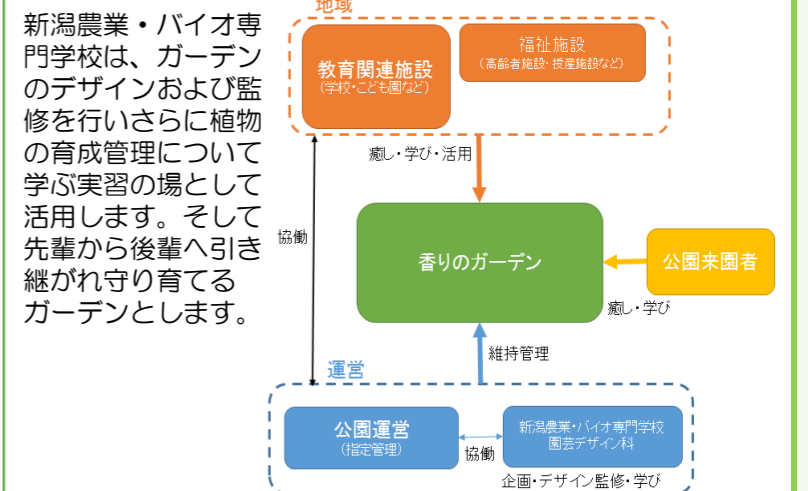 新潟農業・バイオ専
門学校は、ガーデン
のデザインおよび監
修を行いさらに植物
の育成管理について
学ぶ実習の場として
活用します。そして
先輩から後輩へ引き
継がれ守り育てる
ガーデンとします。
地域
教育関連施設
(学校・こども園など)
福祉施設
(高齢者施設・授産施設など)
癒し・学び・活用
協働
香りのガーデン
公園来園者
癒し・学び
維持管理
運営
公園運営
(指定管理)
協働
新潟農業・バイオ専門学校
園芸デザイン科
企画・デザイン監修・学び